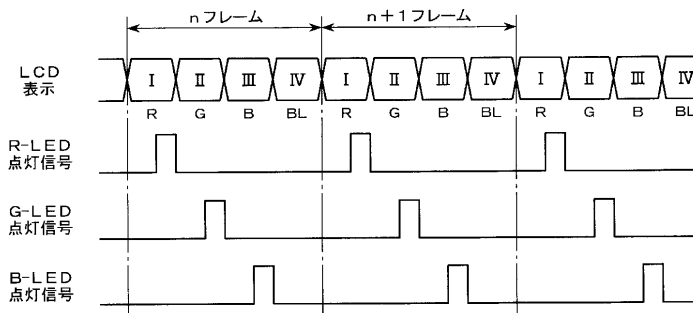 nフレーム n+1フレーム
LCD
表示
I II III IV I II III IV I II III IV
R G B BL R G B BL R G B BL
R-LED
点灯信号
G-LED
点灯信号
B-LED
点灯信号